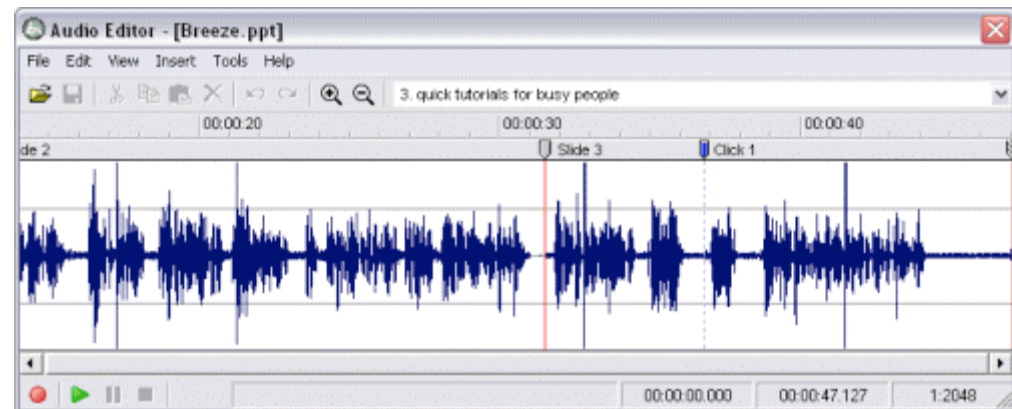 Audio Editor - [Breeze.ppt]
File Edit View Insert Tools Help
3. quick tutorials for busy people
00:00:20 00:00:30 00:00:40
de 2 Slide 3 Click 1
00:00:00.000 00:00:47.127 1:2048